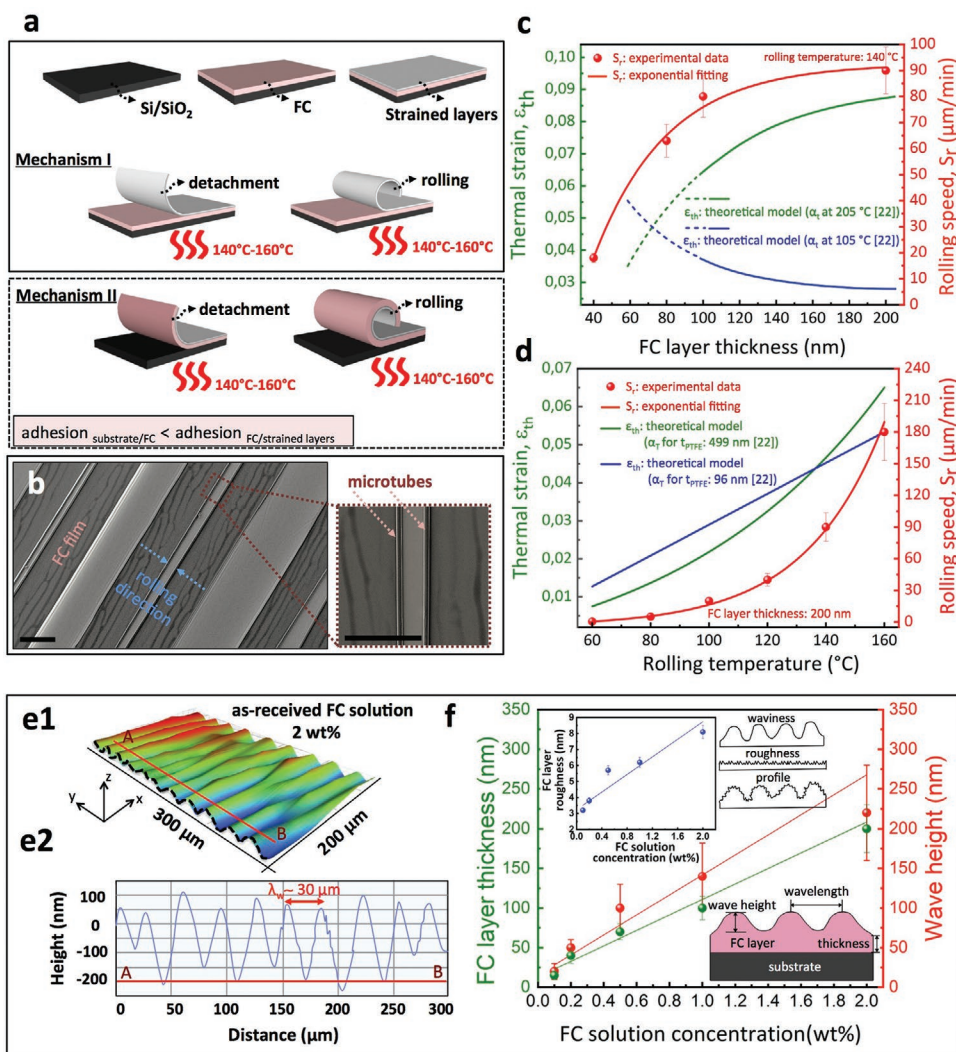 a
Si/SiO2
FC
Strained layers
Mechanism I
detachment
rolling
140°C-160°C
140°C-160°C
Mechanism II
detachment
rolling
140°C-160°C
140°C-160°C
adhesion substrate/FC < adhesion FC/strained layers
b
FC film
rolling
direction
microtubes
c
Sr: experimental data
Sr: exponential fitting
rolling temperature: 140 °C
εth: theoretical model (αt at 205 °C [22])
εth: theoretical model (αt at 105 °C [22])
Thermal strain, εth
0,10
0,09
0,08
0,07
0,06
0,05
0,04
0,03
Rolling speed, Sr (µm/min)
100
90
80
70
60
50
40
30
20
10
0
40 60 80 100 120 140 160 180 200
FC layer thickness (nm)
d
Sr: experimental data
Sr: exponential fitting
εth: theoretical model
(αT for tPTFE: 499 nm [22])
εth: theoretical model
(αT for tPTFE: 96 nm [22])
FC layer thickness: 200 nm
Thermal strain, εth
0,07
0,06
0,05
0,04
0,03
0,02
0,01
Rolling speed, Sr (µm/min)
240
210
180
150
120
90
60
30
0
60 80 100 120 140 160
Rolling temperature (°C)
e1
as-received FC solution
2 wt%
A
B
z
y
x
300 µm
200 µm
e2
λw~ 30 µm
Height (nm)
100
0
-100
-200
A
B
0 50 100 150 200 250 300
Distance (µm)
f
FC layer thickness (nm)
350
300
250
200
150
100
50
0
Wave height (nm)
350
300
250
200
150
100
50
0
0.0 0.2 0.4 0.6 0.8 1.0 1.2 1.4 1.6 1.8 2.0
FC solution concentration(wt%)
FC layer
roughness (nm)
9
8
7
6
5
4
3
2
0.0 0.5 1.0 1.5 2.0
FC solution
concentration (wt%)
waviness
roughness
profile
wave height
wavelength
FC layer
thickness
substrate